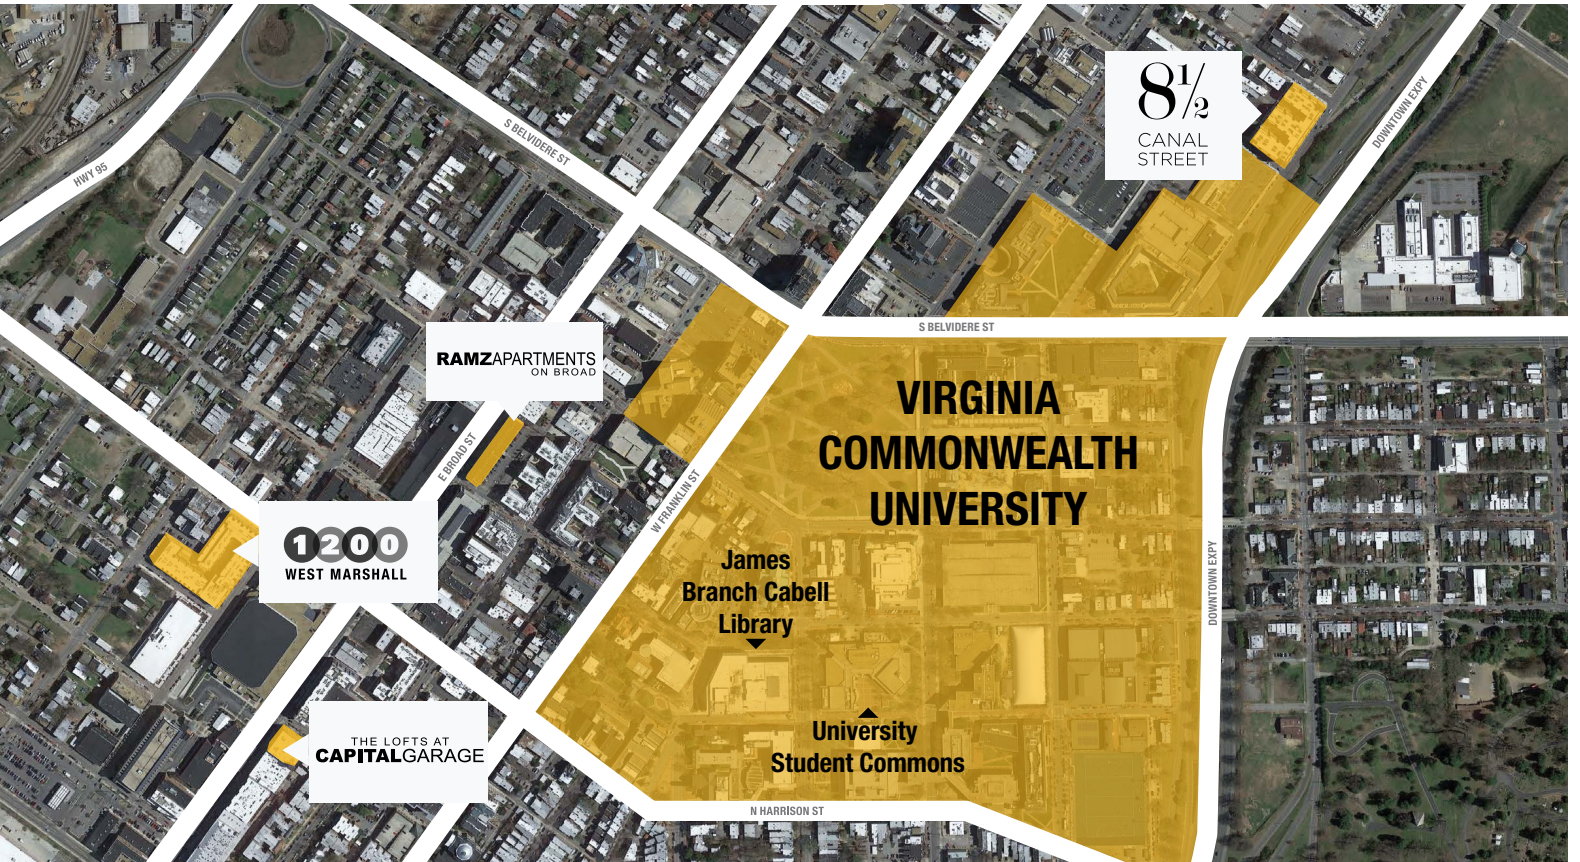 8½
CANAL
STREET
DOWNTOWN EXPY
S BELVIDERE ST
HWY 95
S BELVIDERE ST
RAMZAPARTMENTS
ON BROAD
VIRGINIA
COMMONWEALTH
UNIVERSITY
E BROAD ST
W FRANKLIN ST
1200
WEST MARSHALL
James
Branch Cabell
Library
DOWNTOWN EXPY
University
Student Commons
THE LOFTS AT
CAPITALGARAGE
N HARRISON ST